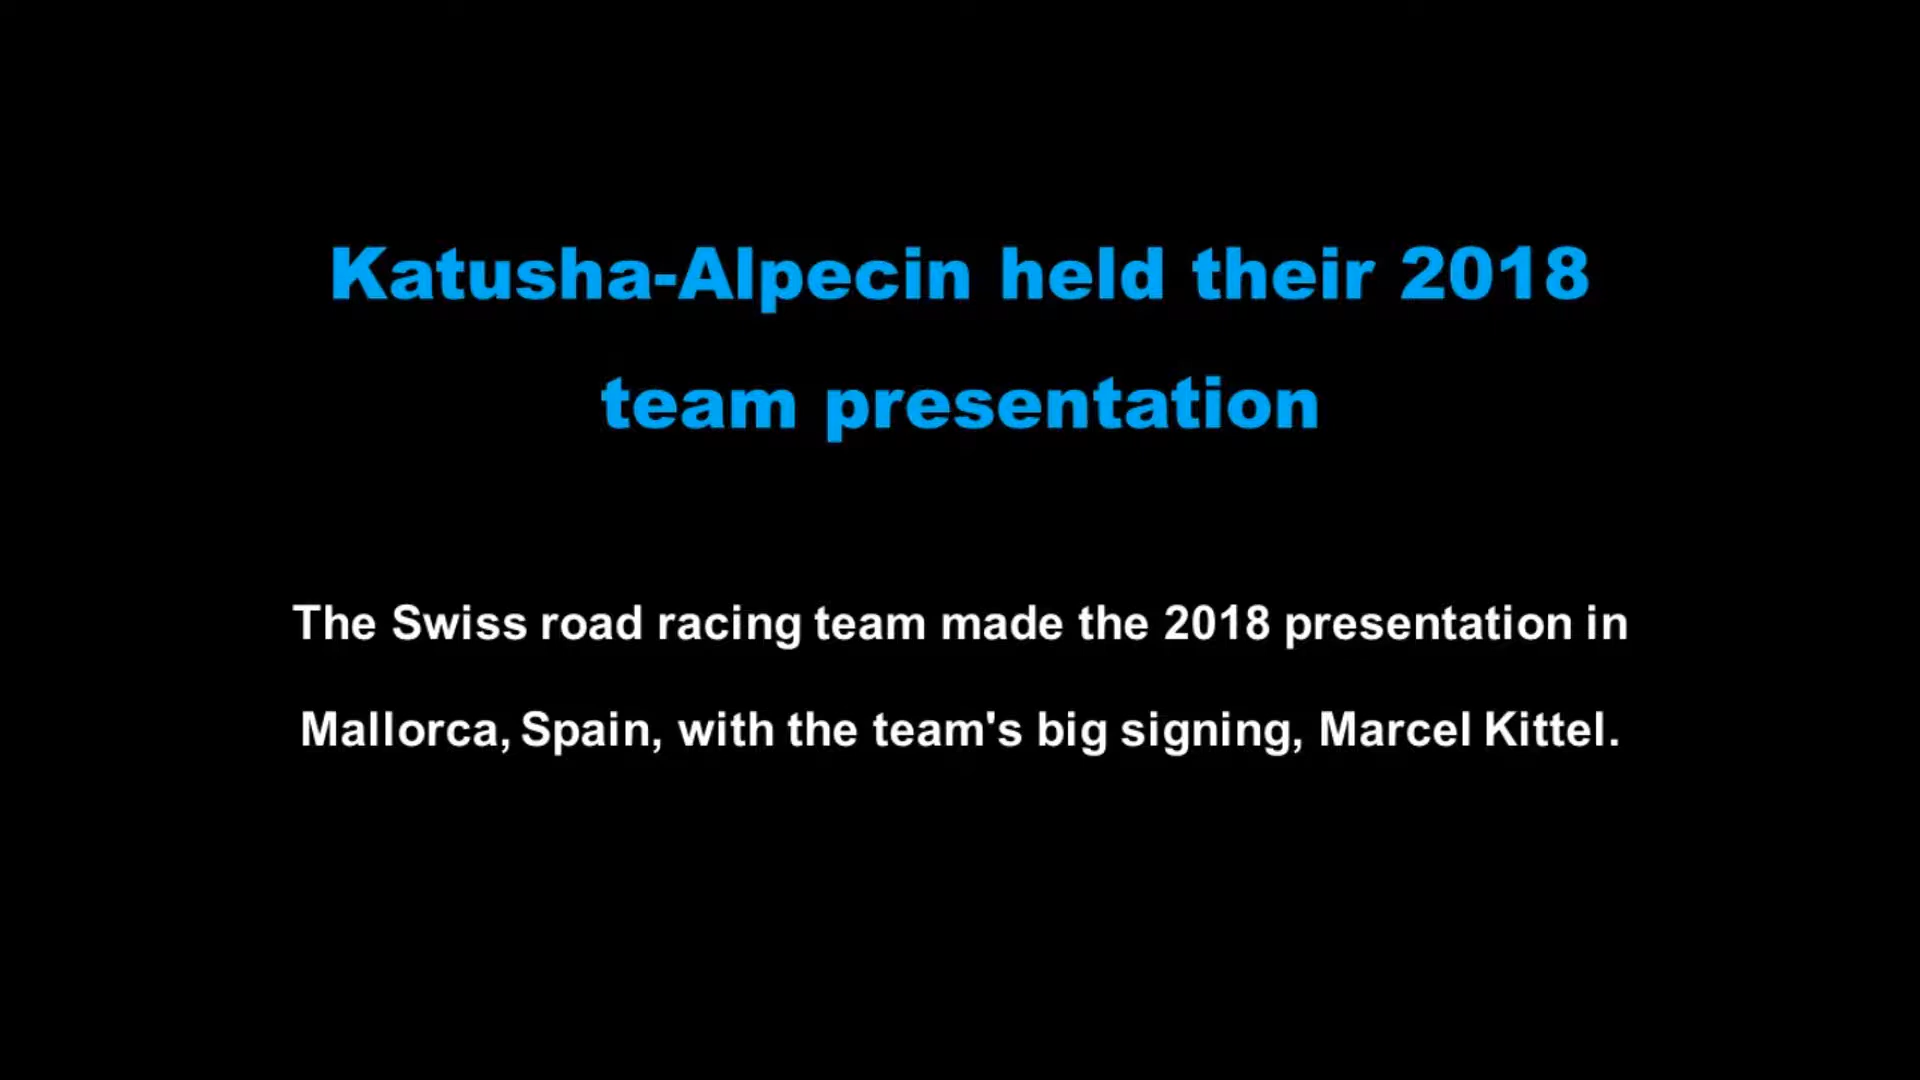 Katusha-Alpecin held their 2018
team presentation
The Swiss road racing team made the 2018 presentation in
Mallorca, Spain, with the team's big signing, Marcel Kittel.